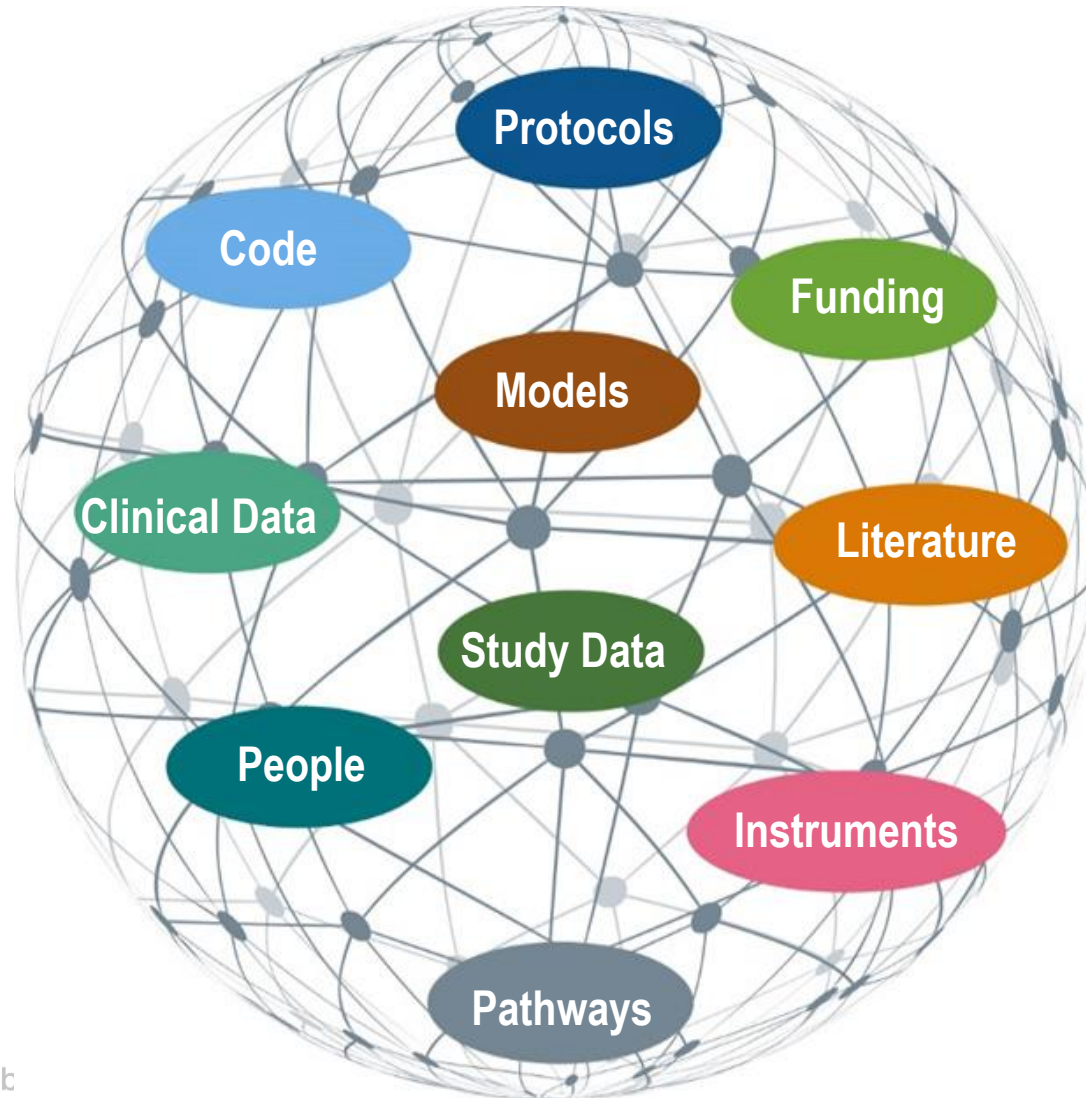 Protocols
Code
Funding
Models
Clinical Data
Literature
Study Data
People
Instruments
Pathways